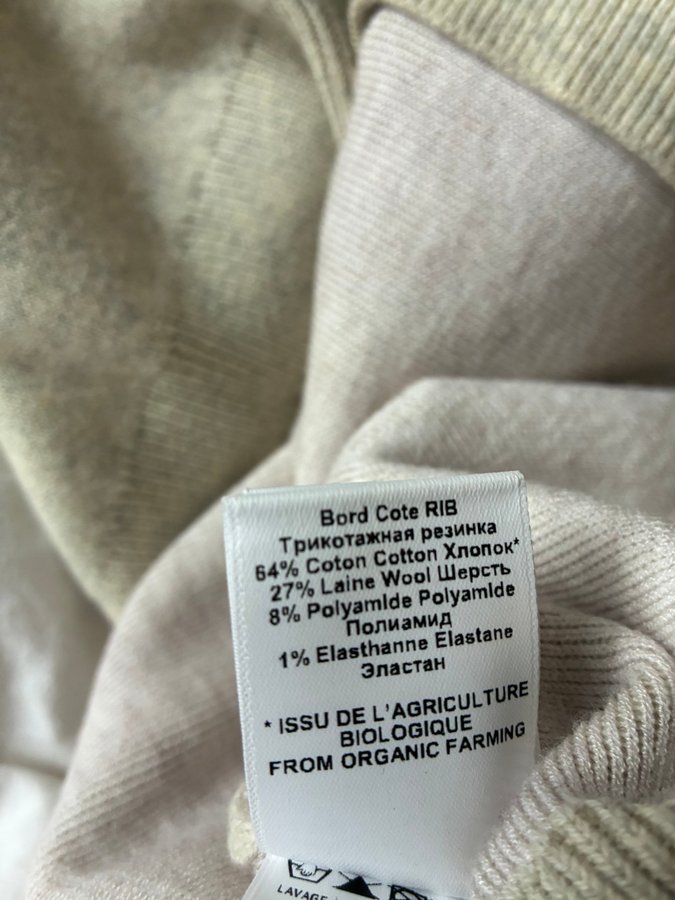 Bord Cote RIB
Трикотажная резинка
64% Coton Cotton Хлопок*
27% Laine Wool Шерсть
8% Polyamide Polyamide
Полиамид
1% Elasthanne Elastane
Эластан
* ISSU DE L'AGRICULTURE
BIOLOGIQUE
FROM ORGANIC FARMING
LAVAGE